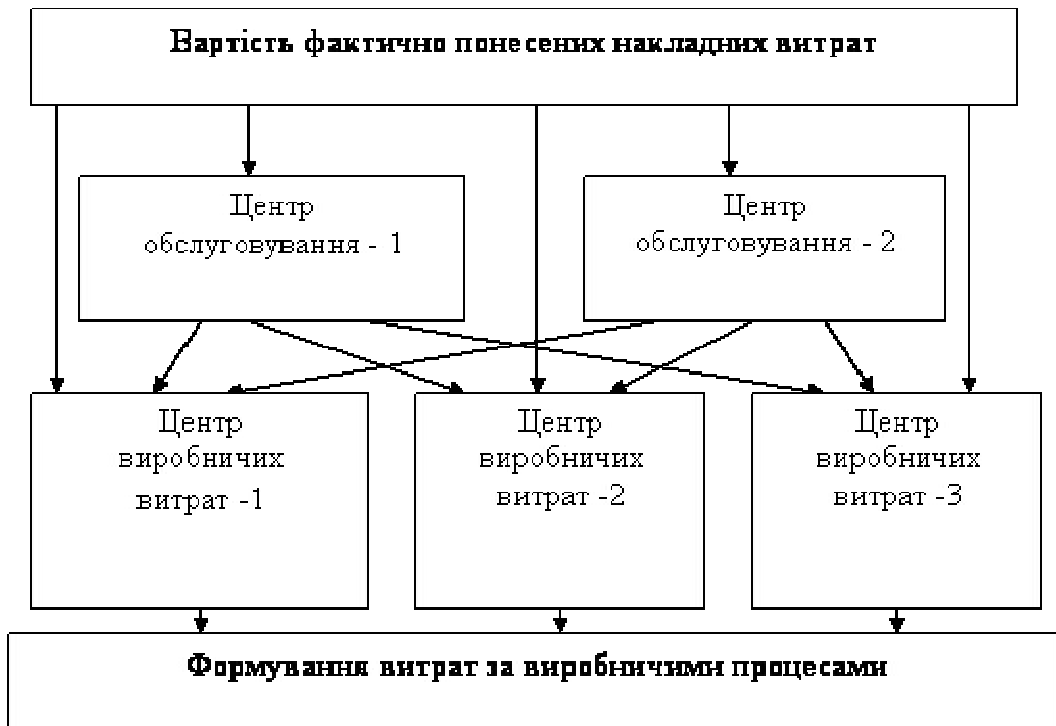 Вартість фактично понесених накладних витрат
Центр
обслуговування - 1
Центр
обслуговування - 2
Центр
виробничих
витрат -1
Центр
виробничих
витрат -2
Центр
виробничих
витрат -3
Формування витрат за виробничими процесами